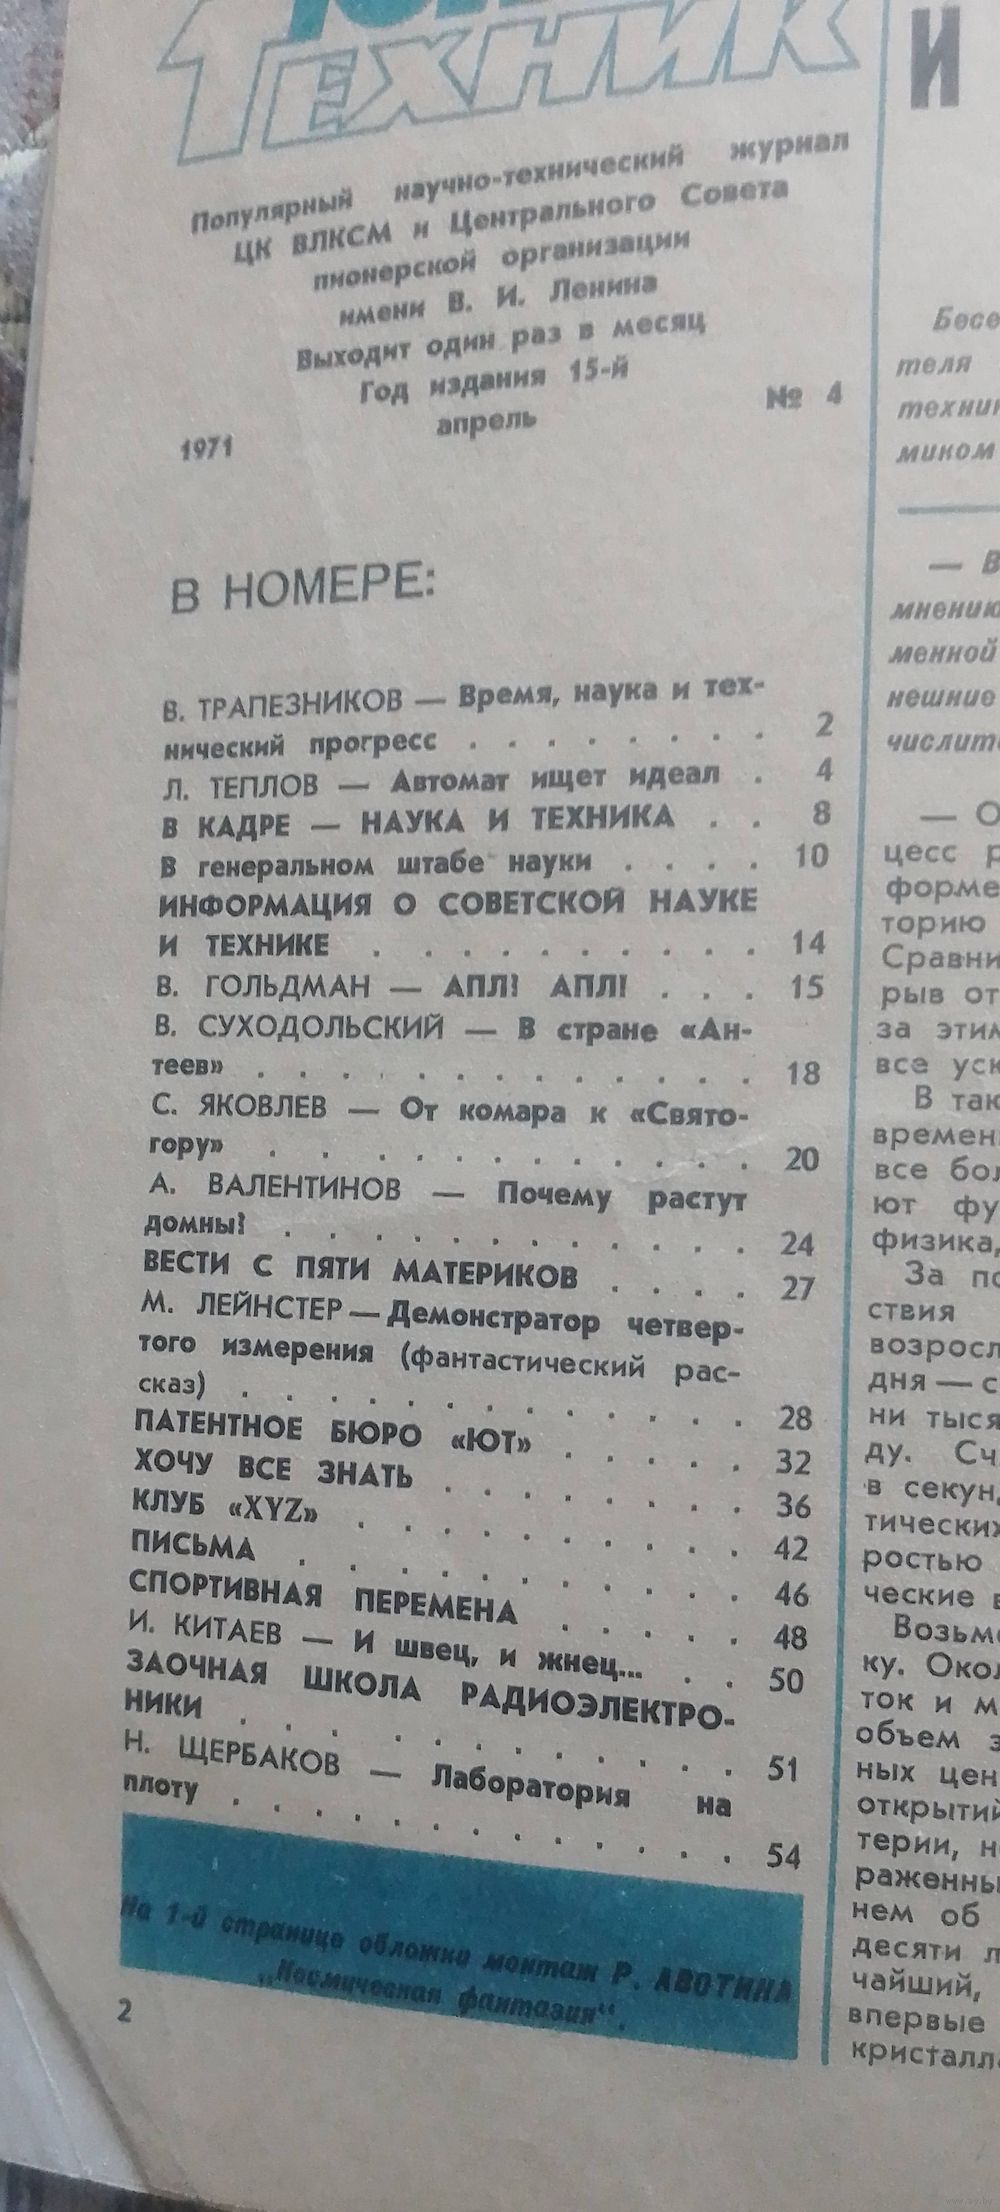 ТЕХНИК
Популярный научно-технический журнал
ЦК ВЛКСМ и Центрального Совета
пионерской организации
имени В. И. Ленина
Выходит один раз в месяц
Год издания 15-й
1971 апрель № 4
В НОМЕРЕ:
В. ТРАПЕЗНИКОВ — Время, наука и тех-
нический прогресс . . . . . . . . 2
Л. ТЕПЛОВ — Автомат ищет идеал . 4
В КАДРЕ — НАУКА И ТЕХНИКА . . 8
В генеральном штабе науки . . . . 10
ИНФОРМАЦИЯ О СОВЕТСКОЙ НАУКЕ
И ТЕХНИКЕ . . . . . . . . . . 14
В. ГОЛЬДМАН — АПЛ! АПЛ! . . . 15
В. СУХОДОЛЬСКИЙ — В стране «Ан-
теев» . . . . . . . . . . . . . 18
С. ЯКОВЛЕВ — От комара к «Свято-
гору» . . . . . . . . . . . . 20
А. ВАЛЕНТИНОВ — Почему растут
домны? . . . . . . . . . . . . 24
ВЕСТИ С ПЯТИ МАТЕРИКОВ . . . . 27
М. ЛЕЙНСТЕР — Демонстратор четвер-
того измерения (фантастический рас-
сказ) . . . . . . . . . . . . 28
ПАТЕНТНОЕ БЮРО «ЮТ» . . . . . 32
ХОЧУ ВСЕ ЗНАТЬ . . . . . . . . 36
КЛУБ «XYZ» . . . . . . . . . . 42
ПИСЬМА . . . . . . . . . . . 46
СПОРТИВНАЯ ПЕРЕМЕНА . . . . . 48
И. КИТАЕВ — И швец, и жнец... . . 50
ЗАОЧНАЯ ШКОЛА РАДИОЭЛЕКТРО-
НИКИ . . . . . . . . . . . . 51
Н. ЩЕРБАКОВ — Лаборатория на
плоту . . . . . . . . . . . . 54
На 1-й странице обложки монтаж Р. АВОТИНА
„Космическая фантазия“.
2
И
Бесе
теля
техник
миком
— В
мнению
менной
нешние
числит
— О
цесс р
форме
торию
Сравни
рыв от
за этим
все уск
В так
времен
все бол
ют фу
физика,
За по
ствия
возросл
дня — с
ни тыся
ду. Сч
в секун
тических
ростью
ческие в
Возьм
ку. Окол
ток и м
объем з
ных цен
открытий
терии, н
раженны
нем об
десяти л
чайший,
впервые
кристалл